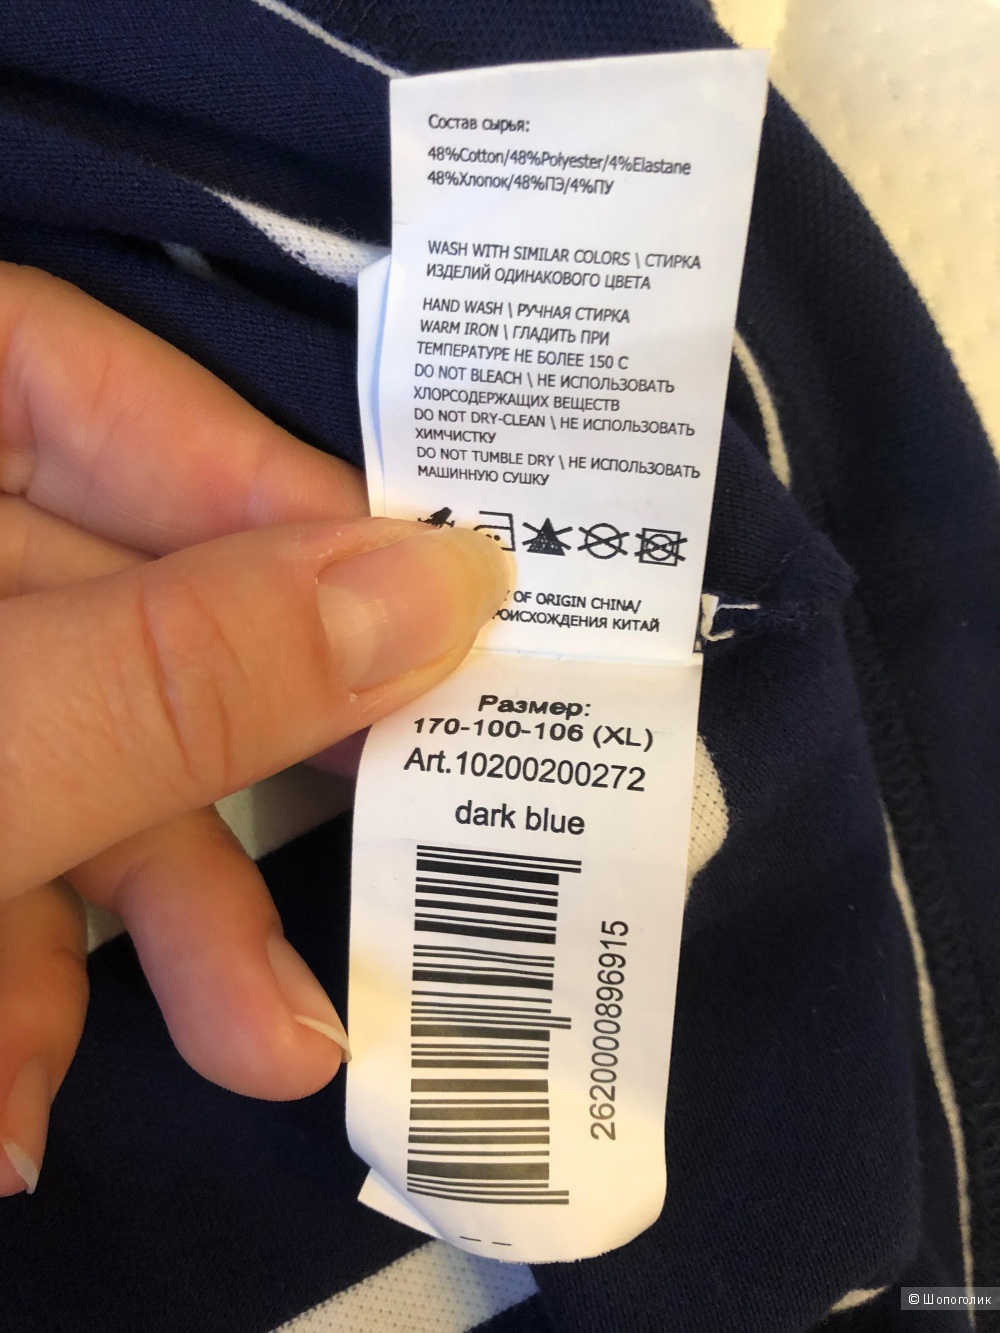 Состав сырья:
48%Cotton/48%Polyester/4%Elastane
48%Хлопок/48%ПЭ/4%ПУ
WASH WITH SIMILAR COLORS \ СТИРКА
ИЗДЕЛИЙ ОДИНАКОВОГО ЦВЕТА
HAND WASH \ РУЧНАЯ СТИРКА
WARM IRON \ ГЛАДИТЬ ПРИ
ТЕМПЕРАТУРЕ НЕ БОЛЕЕ 150 С
DO NOT BLEACH \ НЕ ИСПОЛЬЗОВАТЬ
ХЛОРСОДЕРЖАЩИХ ВЕЩЕСТВ
DO NOT DRY-CLEAN \ НЕ ИСПОЛЬЗОВАТЬ
ХИМЧИСТКУ
DO NOT TUMBLE DRY \ НЕ ИСПОЛЬЗОВАТЬ
МАШИННУЮ СУШКУ
OF ORIGIN CHINA/
КИТАЙ
Размер:
170-100-106 (XL)
Art.10200200272
dark blue
2620000896915
© Шопоголик